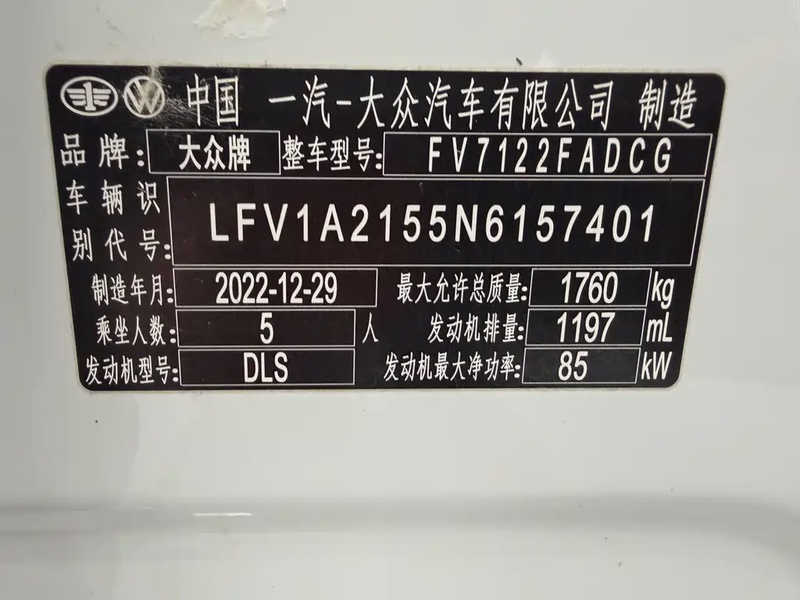 中国 一汽-大众汽车有限公司 制造
品牌: 大众牌 整车型号: FV7122FADCG
车辆识别代号: LFV1A2155N6157401
制造年月: 2022-12-29 最大允许总质量: 1760 kg
乘坐人数: 5 人 发动机排量: 1197 mL
发动机型号: DLS 发动机最大净功率: 85 kW